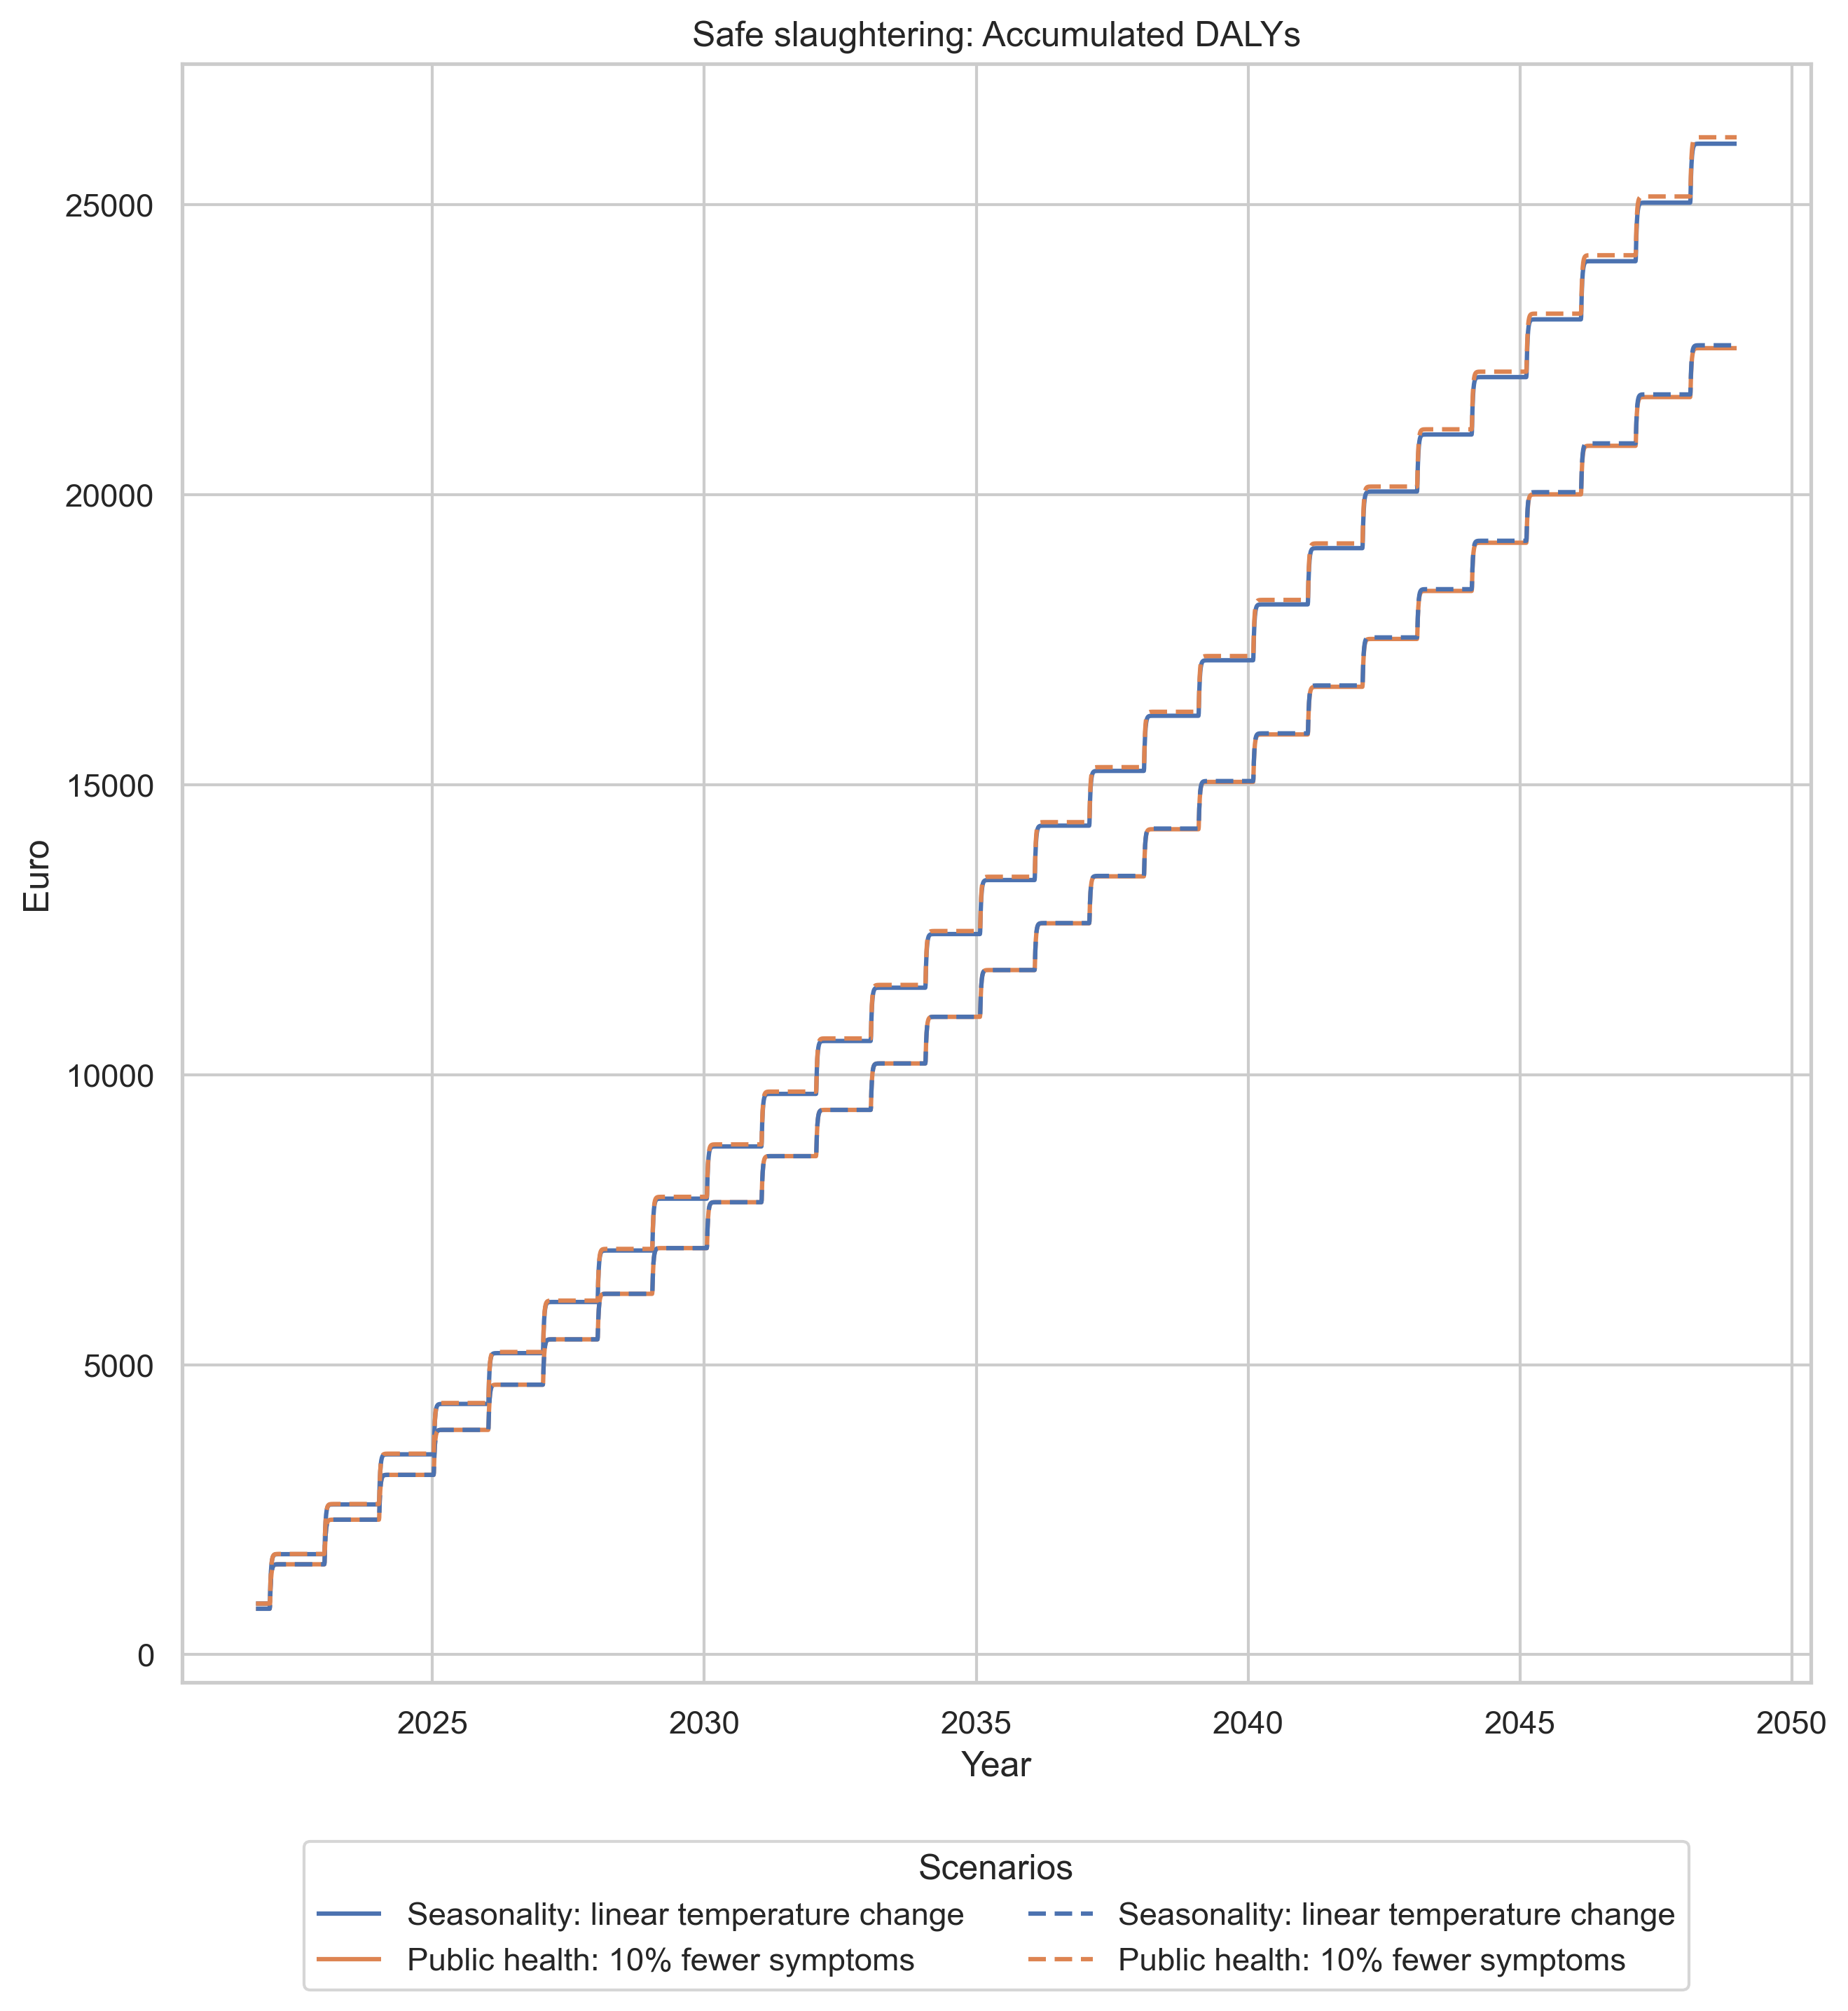 Safe slaughtering: Accumulated DALYs
25000
20000
15000
10000
5000
0
Euro
2025 2030 2035 2040 2045 2050
Year
Scenarios
Seasonality: linear temperature change Seasonality: linear temperature change
Public health: 10% fewer symptoms Public health: 10% fewer symptoms